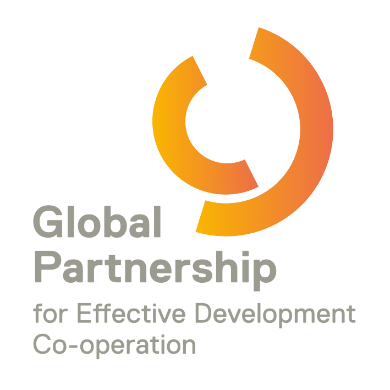 Global
Partnership
for Effective Development
Co-operation